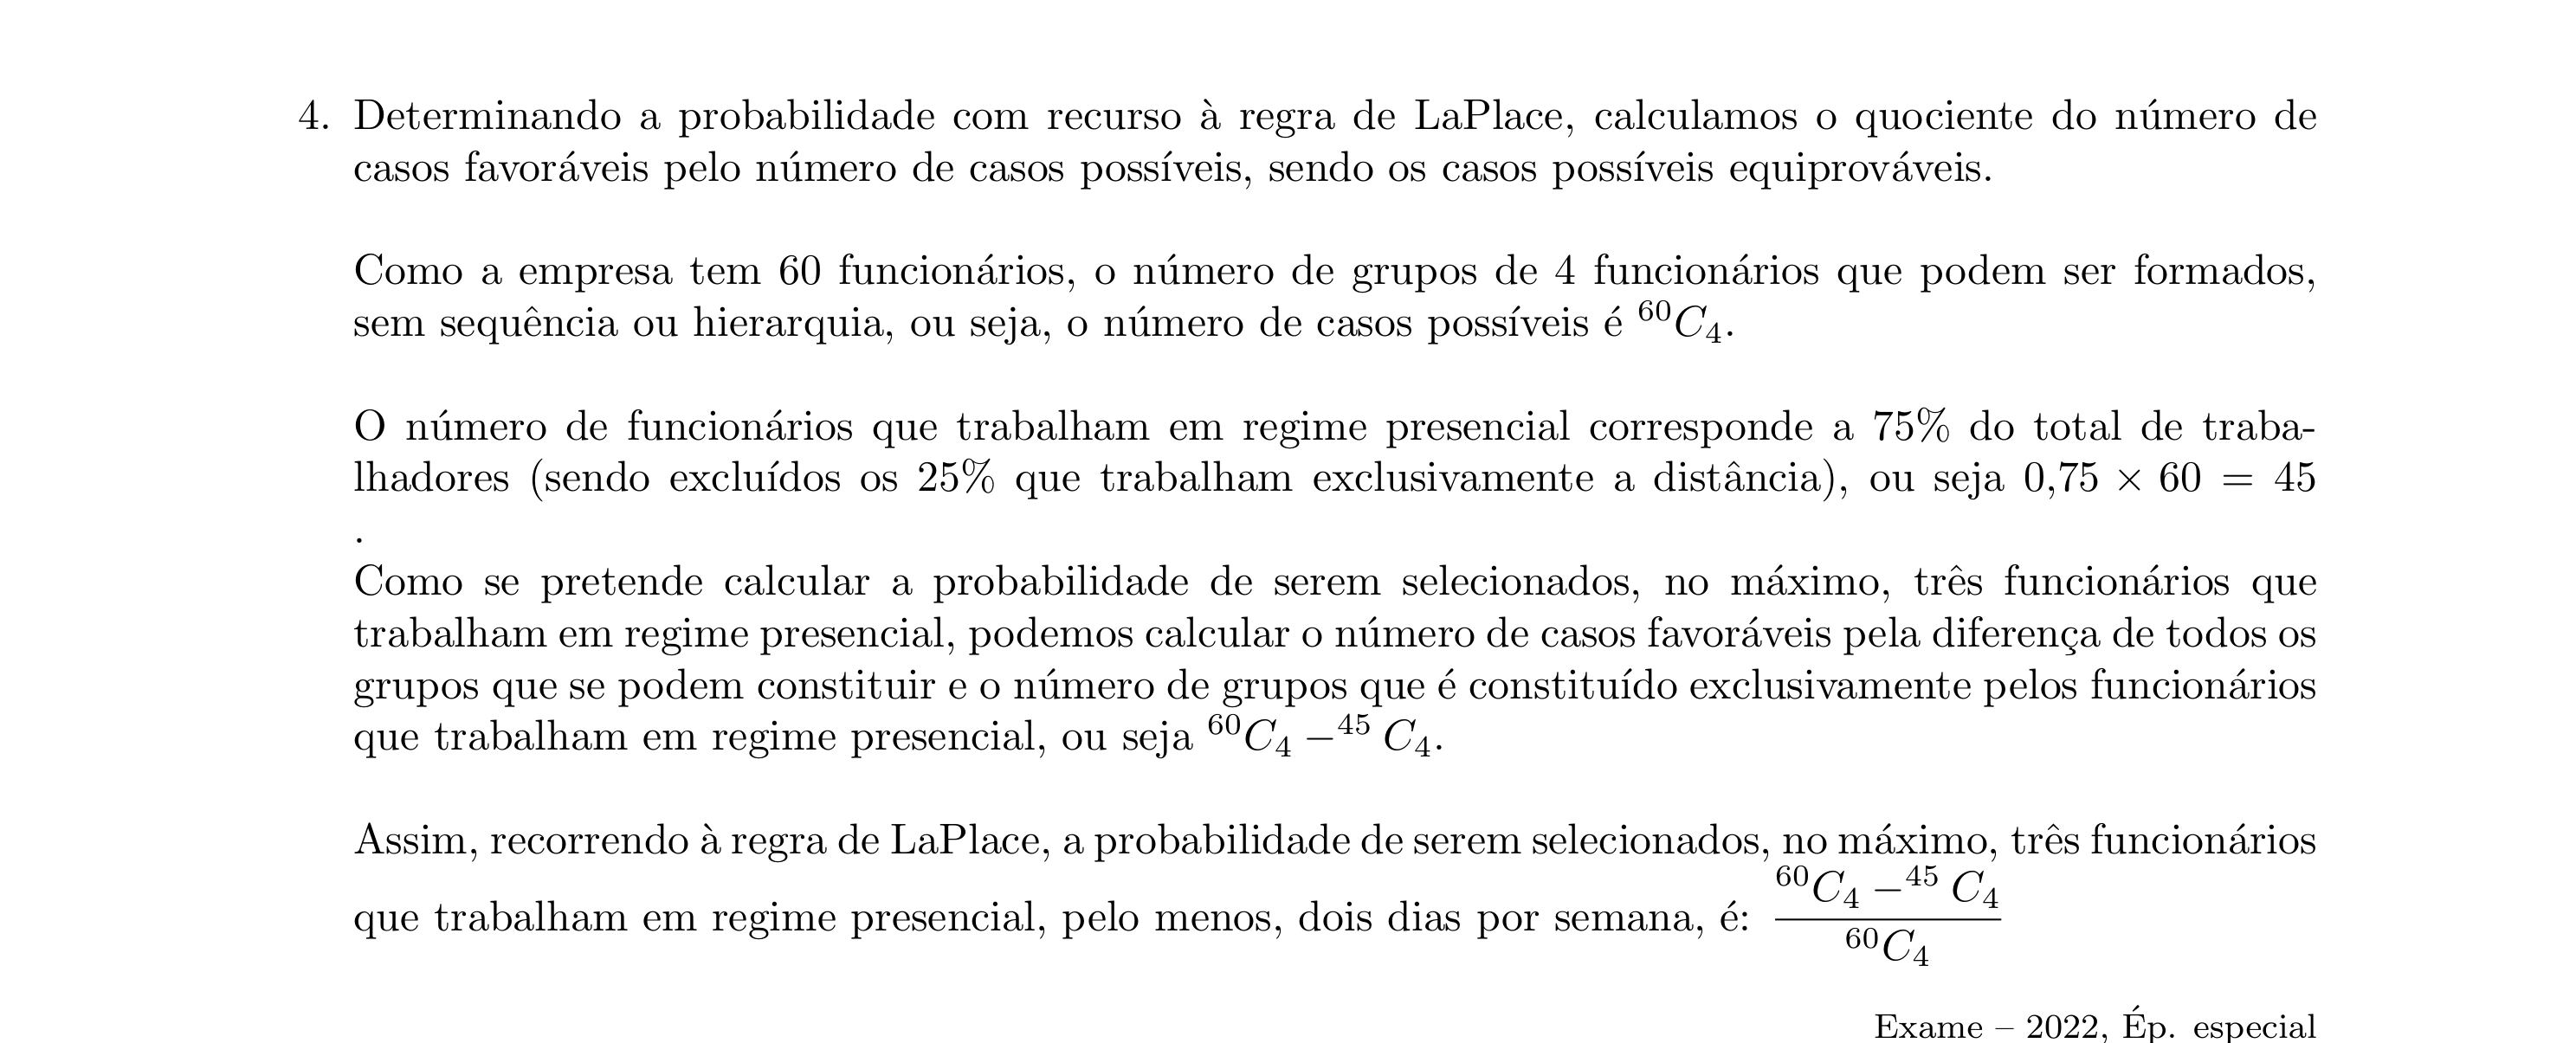 4. Determinando a probabilidade com recurso à regra de LaPlace, calculamos o quociente do número de
casos favoráveis pelo número de casos possíveis, sendo os casos possíveis equiprováveis.
Como a empresa tem 60 funcionários, o número de grupos de 4 funcionários que podem ser formados,
sem sequência ou hierarquia, ou seja, o número de casos possíveis é $^{60}C_4$.
O número de funcionários que trabalham em regime presencial corresponde a 75% do total de traba-
lhadores (sendo excluídos os 25% que trabalham exclusivamente a distância), ou seja 0,75 × 60 = 45
.
Como se pretende calcular a probabilidade de serem selecionados, no máximo, três funcionários que
trabalham em regime presencial, podemos calcular o número de casos favoráveis pela diferença de todos os
grupos que se podem constituir e o número de grupos que é constituído exclusivamente pelos funcionários
que trabalham em regime presencial, ou seja $^{60}C_4 -^{45} C_4$.
Assim, recorrendo à regra de LaPlace, a probabilidade de serem selecionados, no máximo, três funcionários
que trabalham em regime presencial, pelo menos, dois dias por semana, é: $\frac{^{60}C_4 -^{45} C_4}{^{60}C_4}$
Exame – 2022, Ép. especial